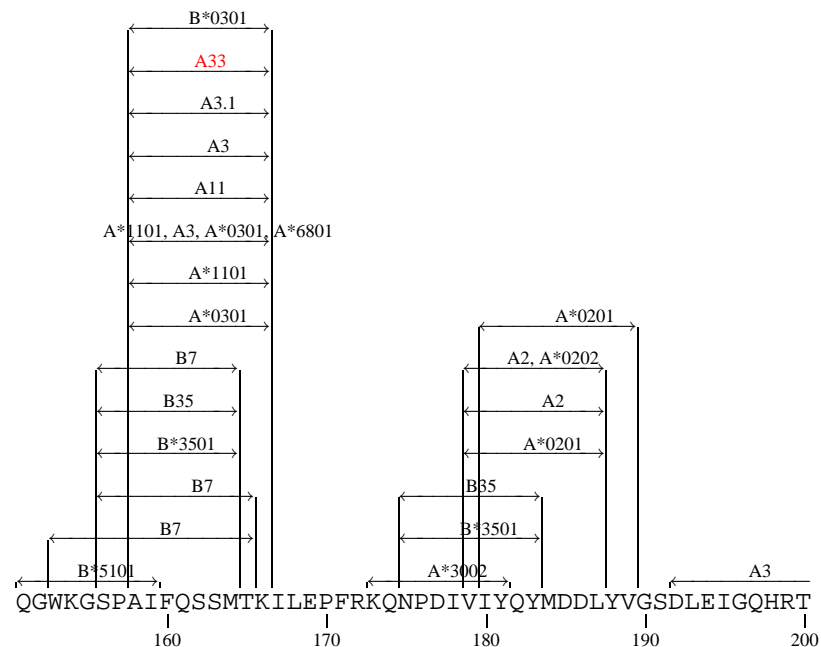 B*0301
A33
A3.1
A3
A11
A*1101, A3, A*0301, A*6801
A*1101
A*0301 A*0201
B7 A2, A*0202
B35 A2
B*3501 A*0201
B7 B35
B7 B*3501
B*5101 A*3002 A3
QGWKGSPAIFQSSMTKILEPFRKQNPDIVIYQYMDDLYVGSDLEIGQHRT
160 170 180 190 200